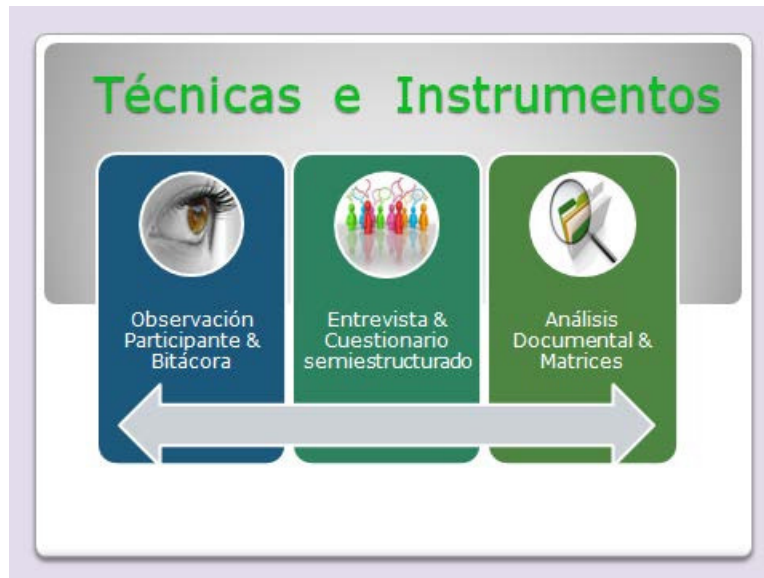 Técnicas e Instrumentos
Observación
Participante &
Bitácora
Entrevista &
Cuestionario
semiestructurado
Análisis
Documental &
Matrices